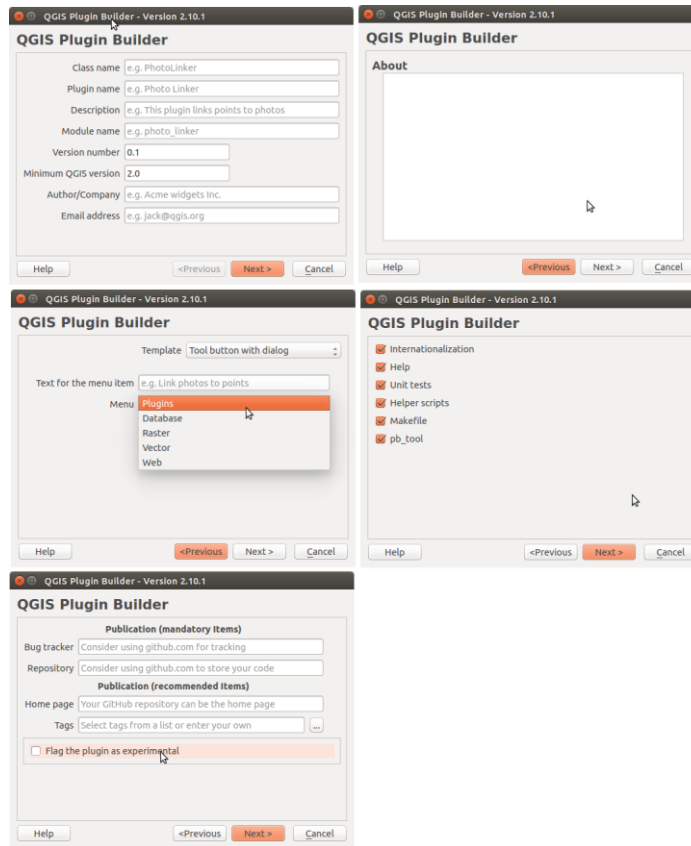 QGIS Plugin Builder - Version 2.10.1
QGIS Plugin Builder
Class name e.g. PhotoLinker
Plugin name e.g. Photo Linker
Description e.g. This plugin links points to photos
Module name e.g. photo_linker
Version number 0.1
Minimum QGIS version 2.0
Author/Company e.g. Acme widgets Inc.
Email address e.g. jack@qgis.org
Help <Previous Next > Cancel
QGIS Plugin Builder - Version 2.10.1
QGIS Plugin Builder
About
Help <Previous Next > Cancel
QGIS Plugin Builder - Version 2.10.1
QGIS Plugin Builder
Template Tool button with dialog
Text for the menu item e.g. Link photos to points
Menu Plugins
Database
Raster
Vector
Web
Help <Previous Next > Cancel
QGIS Plugin Builder - Version 2.10.1
QGIS Plugin Builder
Internationalization
Help
Unit tests
Helper scripts
Makefile
pb_tool
Help <Previous Next > Cancel
QGIS Plugin Builder - Version 2.10.1
QGIS Plugin Builder
Publication (mandatory Items)
Bug tracker Consider using github.com for tracking
Repository Consider using github.com to store your code
Publication (recommended Items)
Home page Your GitHub repository can be the home page
Tags Select tags from a list or enter your own ...
Flag the plugin as experimental
Help <Previous Next > Cancel